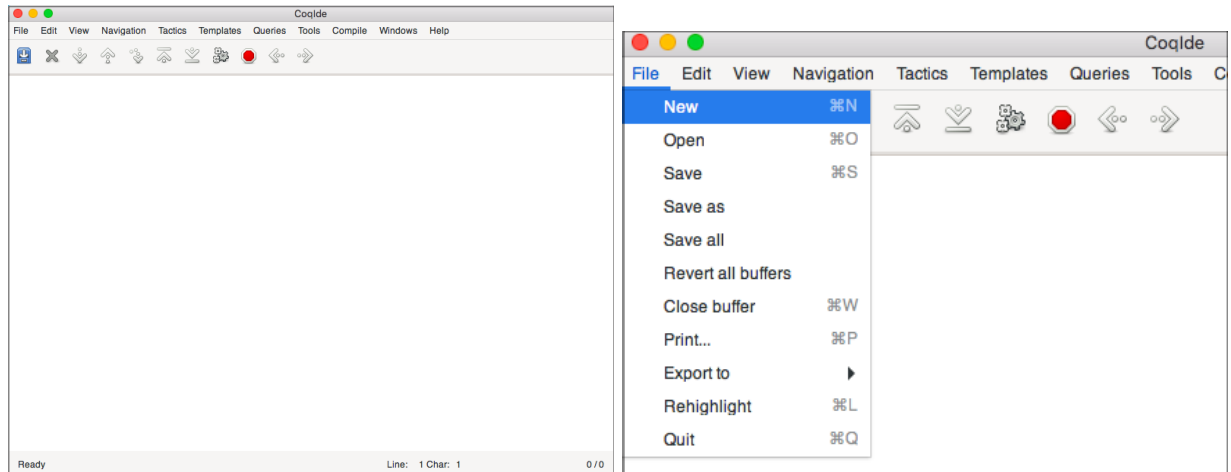 CoqIde
File Edit View Navigation Tactics Templates Queries Tools Compile Windows Help
Ready Line: 1 Char: 1 0 / 0
CoqIde
File Edit View Navigation Tactics Templates Queries Tools C
New ⌘N
Open ⌘O
Save ⌘S
Save as
Save all
Revert all buffers
Close buffer ⌘W
Print... ⌘P
Export to
Rehighlight ⌘L
Quit ⌘Q